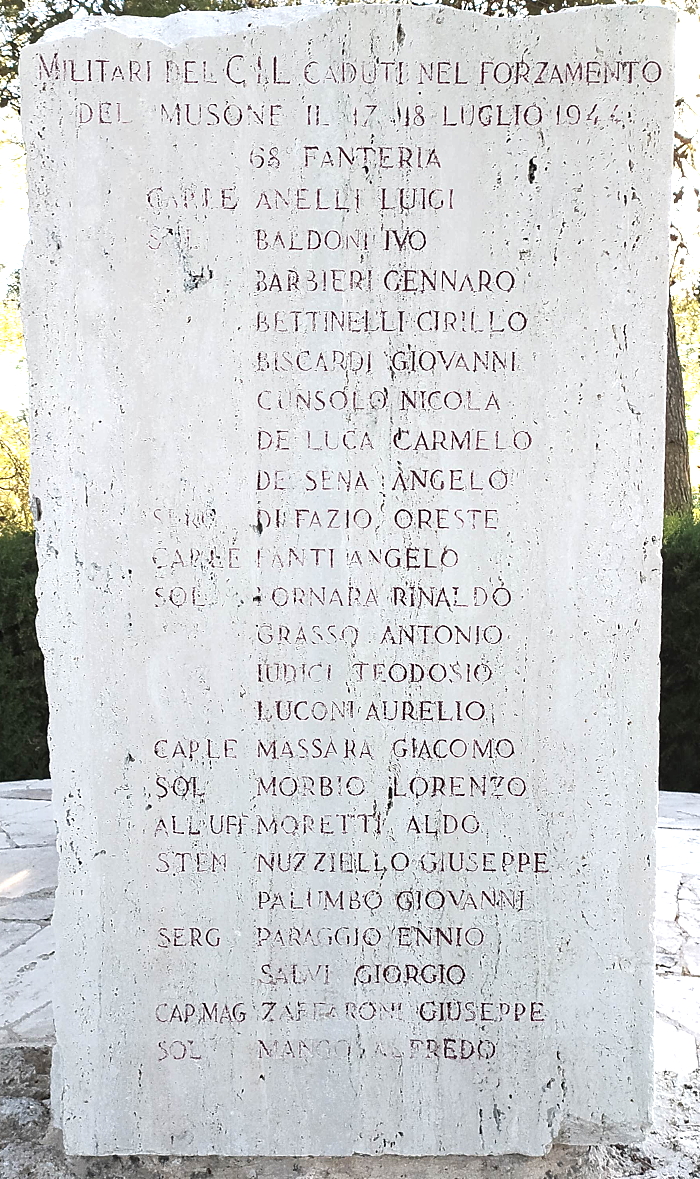 MILITARI DEL C.I.L. CADUTI NEL FORZAMENTO
DEL MUSONE IL 17 18 LUGLIO 1944
68 FANTERIA
CAP.LE ANELLI LUIGI
SOL BALDONI IVO
BARBIERI GENNARO
BETTINELLI CIRILLO
BISCARDI GIOVANNI
CUNSOLO NICOLA
DE LUCA CARMELO
DE SENA ANGELO
SERG DI FAZIO ORESTE
CAP.LE FANTI ANGELO
SOL FORNARA RINALDO
GRASSO ANTONIO
IUDICI TEODOSIO
LUCONI AURELIO
CAP.LE MASSARA GIACOMO
SOL MORBIO LORENZO
ALL.UFF MORETTI ALDO
S.TEN NUZZIELLO GIUSEPPE
PALUMBO GIOVANNI
SERG PARAGGIO ENNIO
SALVI GIORGIO
CAP.MAG ZAFFARONI GIUSEPPE
SOL ALFREDO